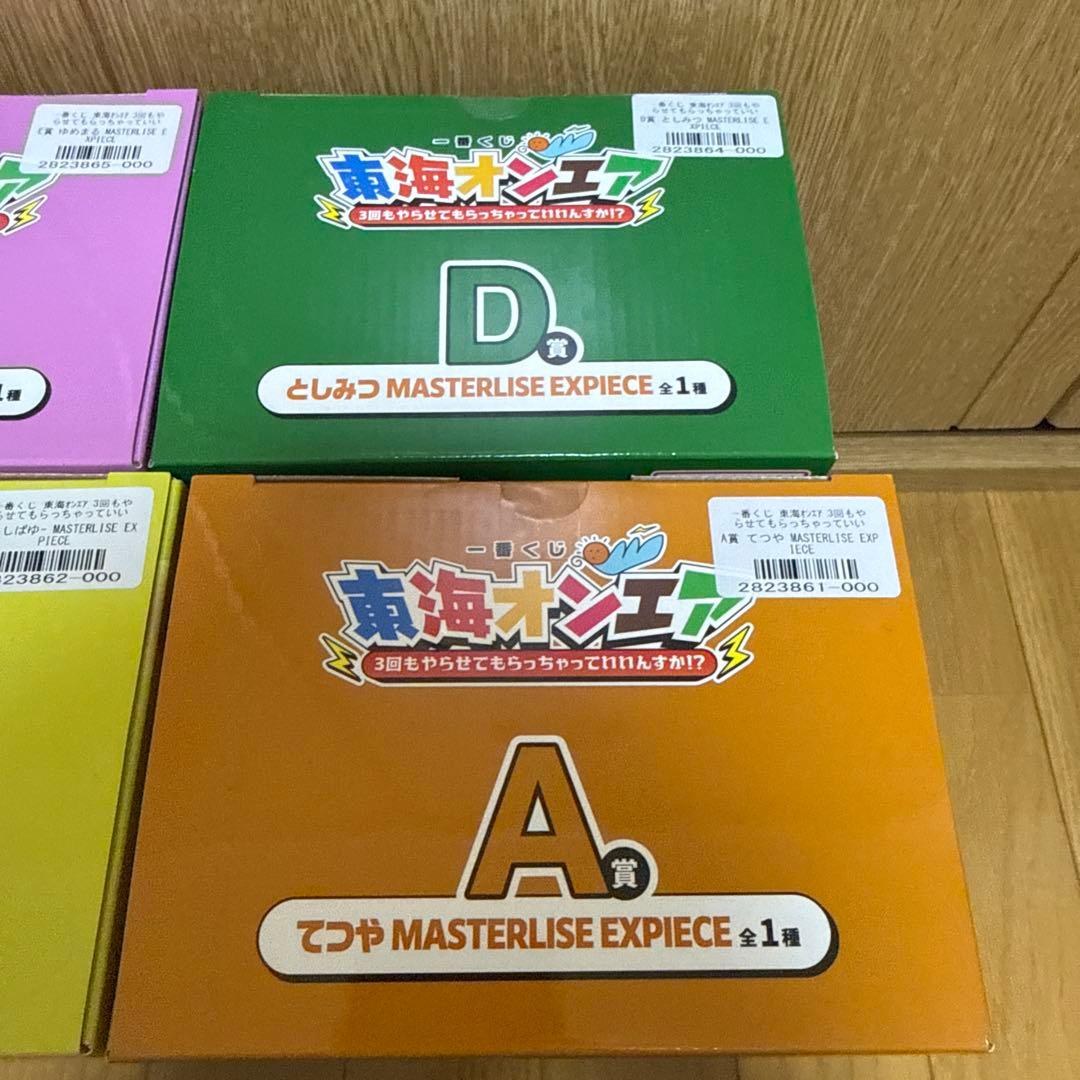 一番くじ 東海ｵﾝｴｱ 3回もや
らせてもらっちゃっていい
E賞 ゆめまる MASTERLISE E
XPIECE
2823865-000
ア
1種
一番くじ 東海ｵﾝｴｱ 3回もや
らせてもらっちゃっていい
D賞 としみつ MASTERLISE E
XPIECE
2823864-000
一番くじ
東海オンエア
3回もやらせてもらっちゃっていいんすか!?
D賞
としみつ MASTERLISE EXPIECE 全1種
一番くじ 東海ｵﾝｴｱ 3回もや
らせてもらっちゃっていい
しばゆ- MASTERLISE EX
PIECE
823862-000
一番くじ 東海ｵﾝｴｱ 3回もや
らせてもらっちゃっていい
A賞 てつや MASTERLISE EXP
IECE
2823861-000
一番くじ
東海オンエア
3回もやらせてもらっちゃっていいんすか!?
A賞
てつや MASTERLISE EXPIECE 全1種